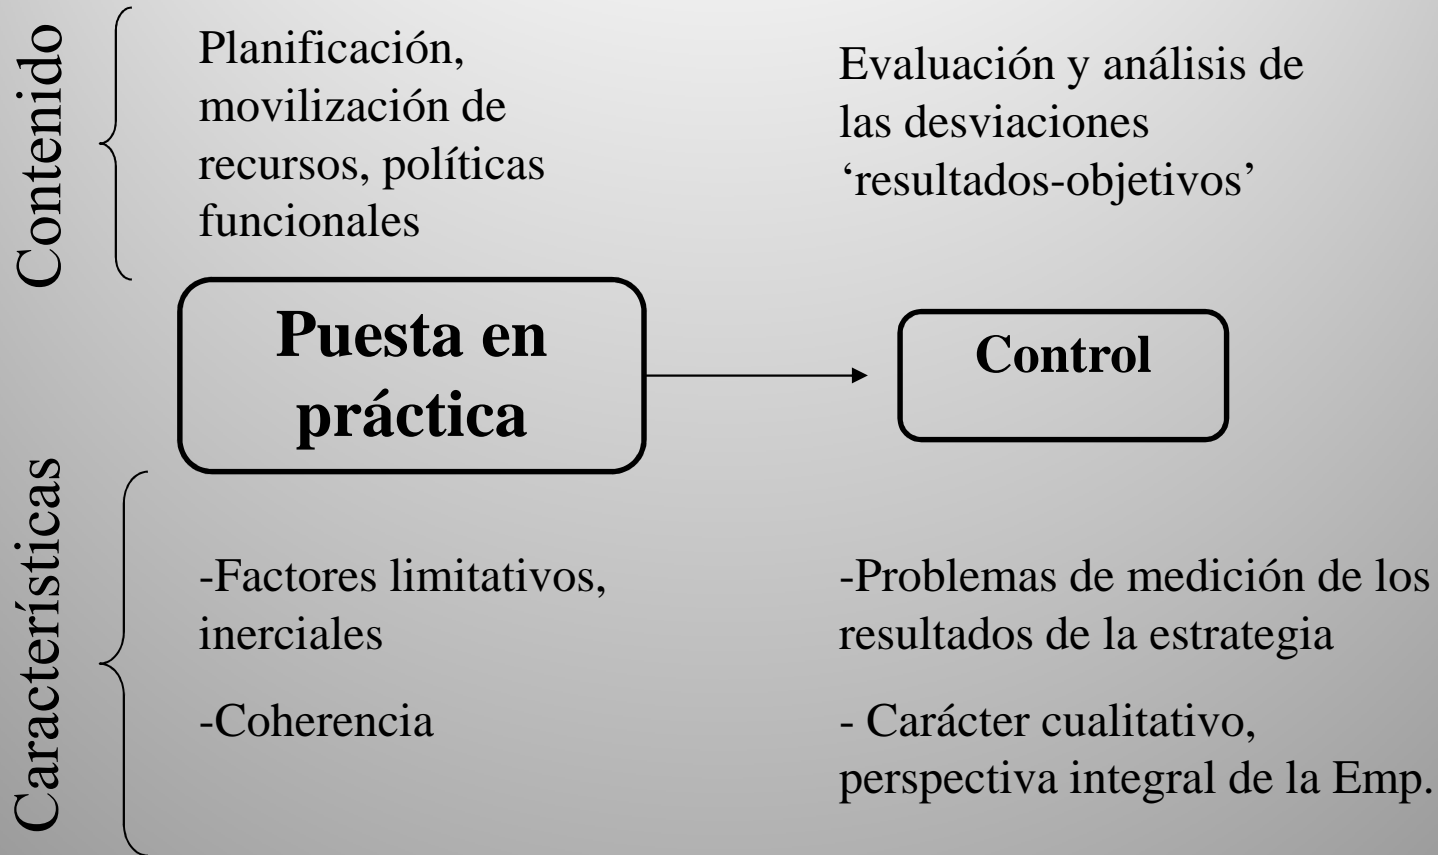 Contenido
Planificación,
movilización de
recursos, políticas
funcionales
Evaluación y análisis de
las desviaciones
‘resultados-objetivos’
Puesta en
práctica
Control
Características
-Factores limitativos,
inerciales
-Coherencia
-Problemas de medición de los
resultados de la estrategia
- Carácter cualitativo,
perspectiva integral de la Emp.